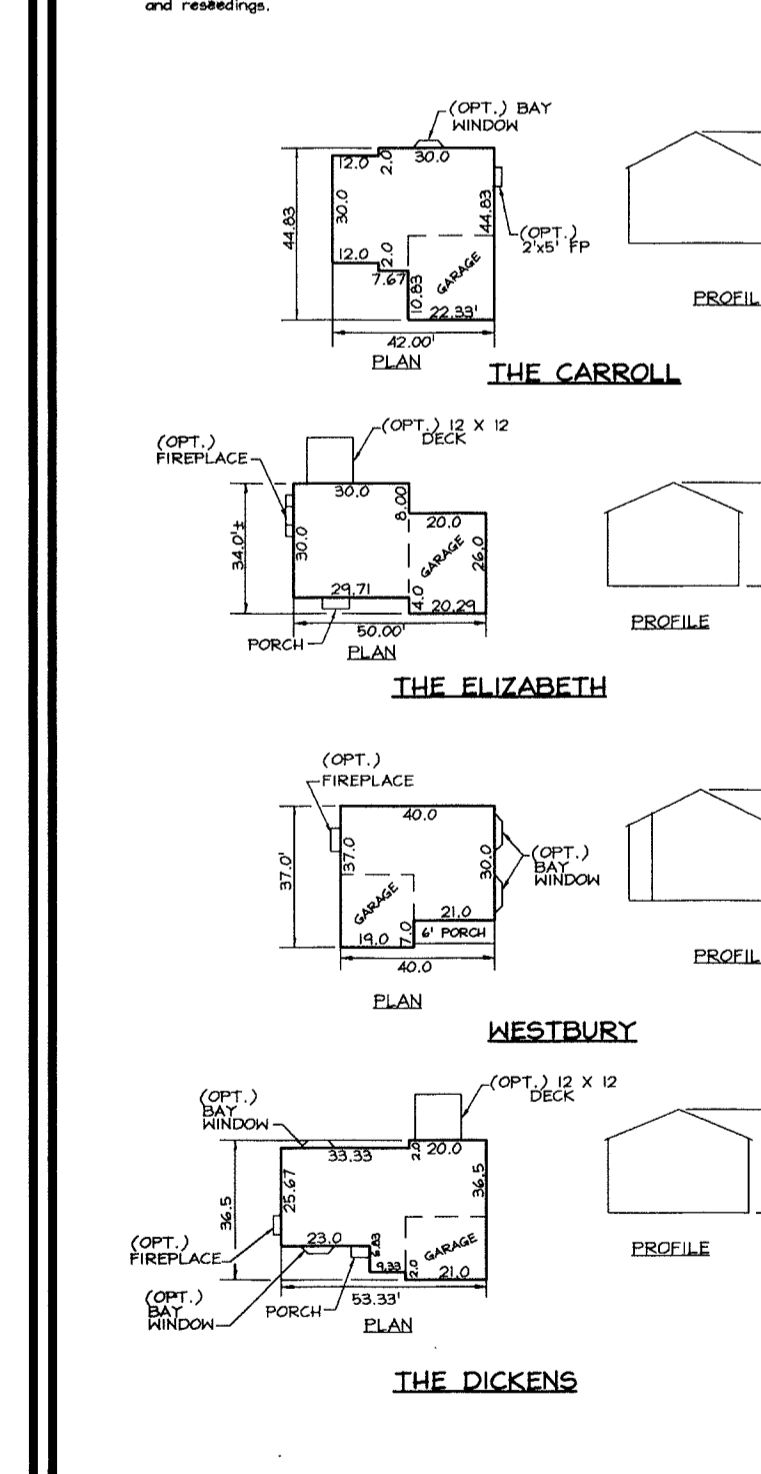 and reseedings.
(OPT.) BAY
WINDOW
12.0
2.0
30.0
44.83
30.0
44.83
(OPT.)
2'x5' FP
12.0
2.0
7.67
10.83
GARAGE
22.33'
42.00'
PLAN
PROFIL
THE CARROLL
(OPT.) 12 X 12
DECK
(OPT.)
FIREPLACE
30.0
8.00
20.0
34.0'±
30.0
GARAGE
26.0
29.71
4.0
20.29
50.00'
PORCH
PLAN
PROFILE
THE ELIZABETH
(OPT.)
FIREPLACE
40.0
37.0'
37.0
30.0
(OPT.)
BAY
WINDOW
GARAGE
21.0
19.0
7.0
6' PORCH
40.0
PLAN
PROFIL
WESTBURY
(OPT.) 12 X 12
DECK
(OPT.)
BAY
WINDOW
33.33
2.0
20.0
25.67
36.5
36.5
23.0
6.83
GARAGE
9.33
2.0
21.0
(OPT.)
FIREPLACE
53.33'
(OPT.)
BAY
WINDOW
PORCH
PLAN
PROFILE
THE DICKENS